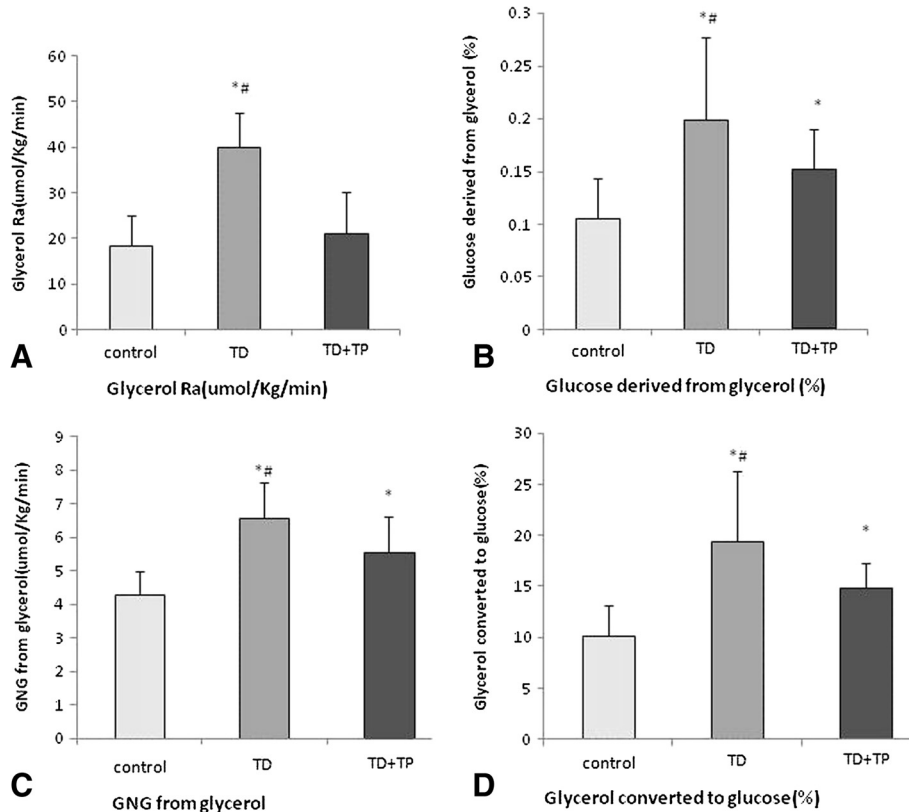 Glycerol Ra(umol/Kg/min)
60
50
40
30
20
10
0
*#
control TD TD+TP
A
Glycerol Ra(umol/Kg/min)
Glucose derived from glycerol (%)
0.3
0.25
0.2
0.15
0.1
0.05
0
*#
*
control TD TD+TP
B
Glucose derived from glycerol (%)
GNG from glycerol(umol/Kg/min)
9
8
7
6
5
4
3
2
1
0
*#
*
control TD TD+TP
C
GNG from glycerol
Glycerol converted to glucose(%)
30
25
20
15
10
5
0
*#
*
control TD TD+TP
D
Glycerol converted to glucose(%)